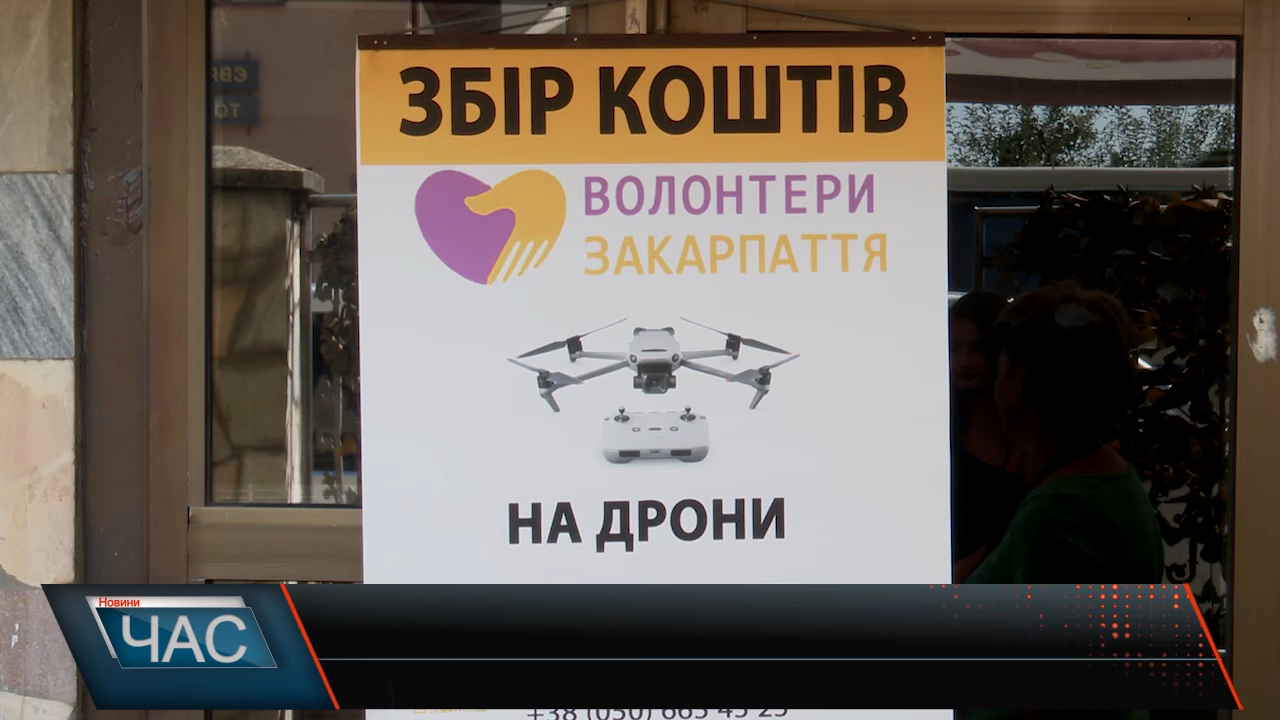 ЗБІР КОШТІВ
ВОЛОНТЕРИ
ЗАКАРПАТТЯ
НА ДРОНИ
Новини
ЧАС